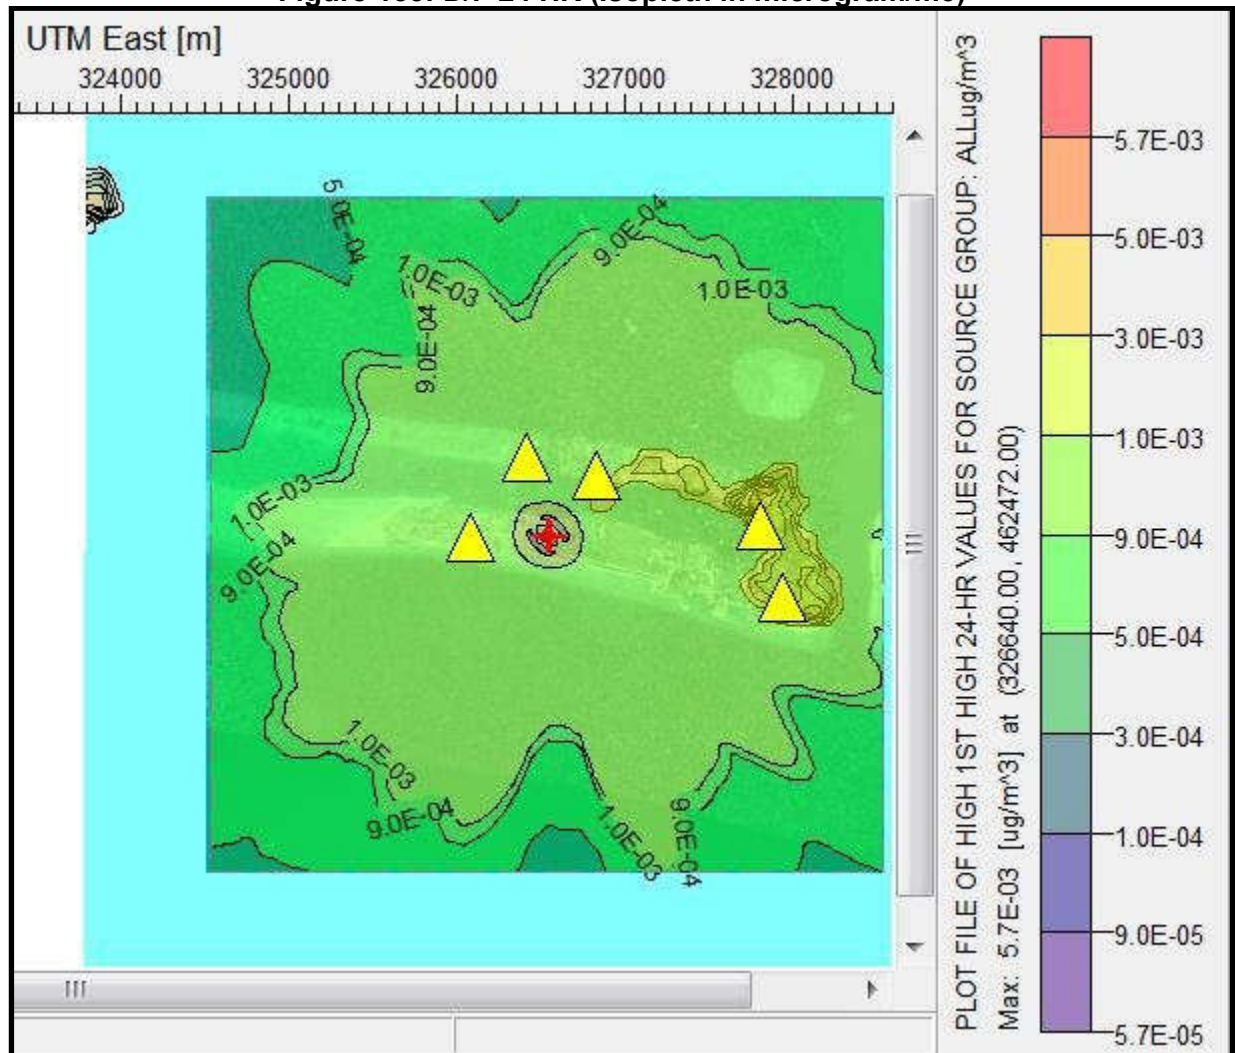 UTM East [m]
324000 325000 326000 327000 328000
5.0E-04
9.0E-04
1.0E-03
1.0E-03
9.0E-04
1.0E-03
9.0E-04
1.0E-03
9.0E-04
1.0E-03
9.0E-04
PLOT FILE OF HIGH 1ST HIGH 24-HR VALUES FOR SOURCE GROUP: ALLug/m^3
Max: 5.7E-03 [ug/m^3] at (326640.00, 462472.00)
5.7E-03
5.0E-03
3.0E-03
1.0E-03
9.0E-04
5.0E-04
3.0E-04
1.0E-04
9.0E-05
5.7E-05